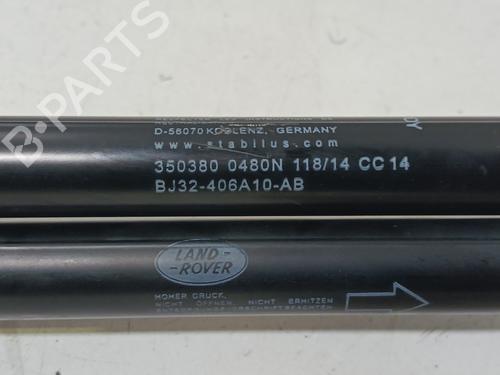 D-56070 KOBLENZ, GERMANY
www.stabilus.com
350380 0480N 118/14 CC14
BJ32-406A10-AB
LAND-
-ROVER
HOHER DRUCK,
NICHT ÖFFNEN, NICHT ERHITZEN
B-PARTS